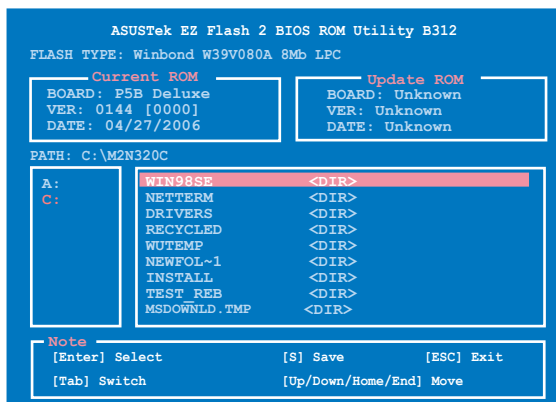 ASUSTek EZ Flash 2 BIOS ROM Utility B312
FLASH TYPE: Winbond W39V080A 8Mb LPC
Current ROM
BOARD: P5B Deluxe
VER: 0144 [0000]
DATE: 04/27/2006
Update ROM
BOARD: Unknown
VER: Unknown
DATE: Unknown
PATH: C:\M2N320C
A:
C:
WIN98SE <DIR>
NETTERM <DIR>
DRIVERS <DIR>
RECYCLED <DIR>
WUTEMP <DIR>
NEWFOL~1 <DIR>
INSTALL <DIR>
TEST_REB <DIR>
MSDOWNLD.TMP <DIR>
Note
[Enter] Select [S] Save [ESC] Exit
[Tab] Switch [Up/Down/Home/End] Move